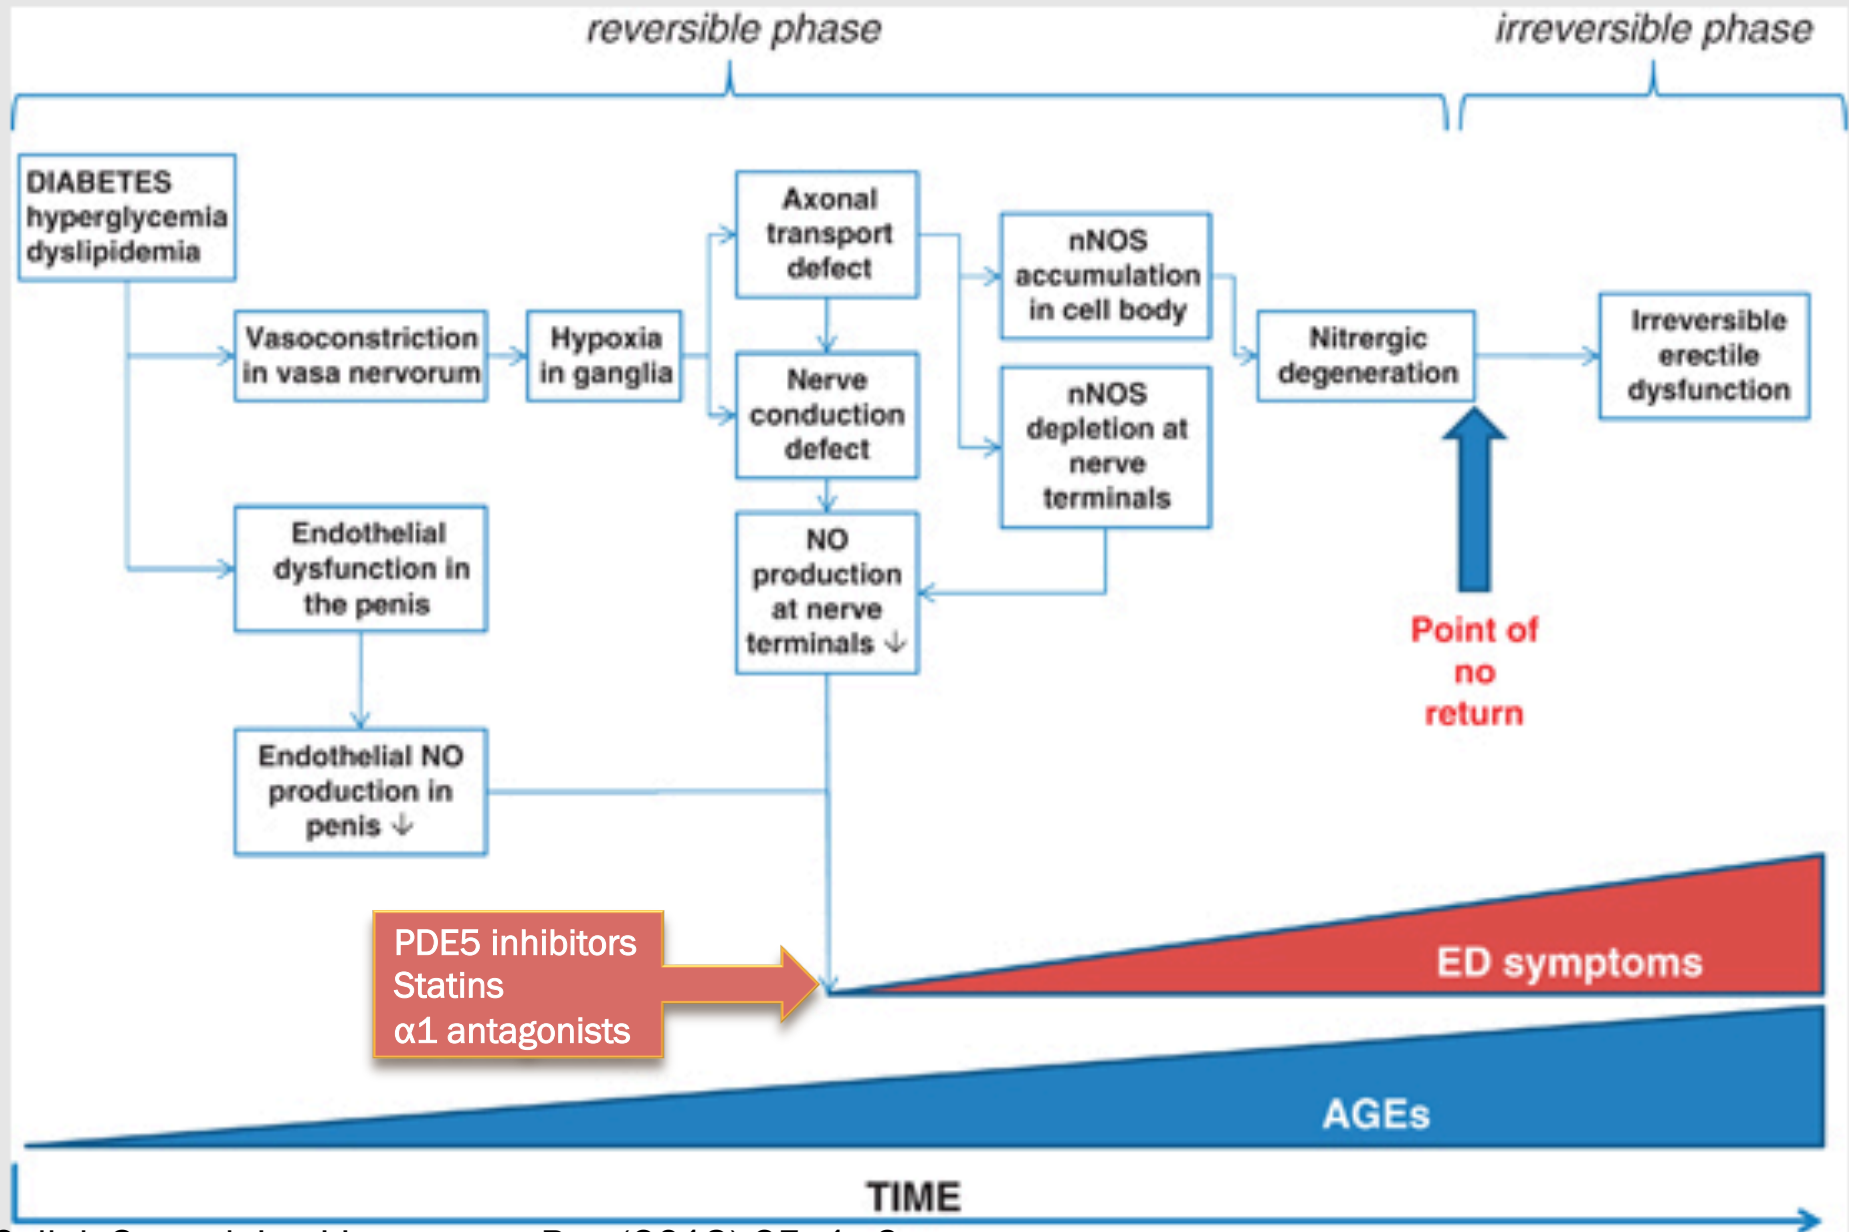 reversible phase
irreversible phase
DIABETES
hyperglycemia
dyslipidemia
Vasoconstriction
in vasa nervorum
Hypoxia
in ganglia
Axonal
transport
defect
Nerve
conduction
defect
NO
production
at nerve
terminals ↓
nNOS
accumulation
in cell body
nNOS
depletion at
nerve
terminals
Nitrergic
degeneration
Irreversible
erectile
dysfunction
Endothelial
dysfunction in
the penis
Endothelial NO
production in
penis ↓
Point of
no
return
PDE5 inhibitors
Statins
α1 antagonists
ED symptoms
AGEs
TIME